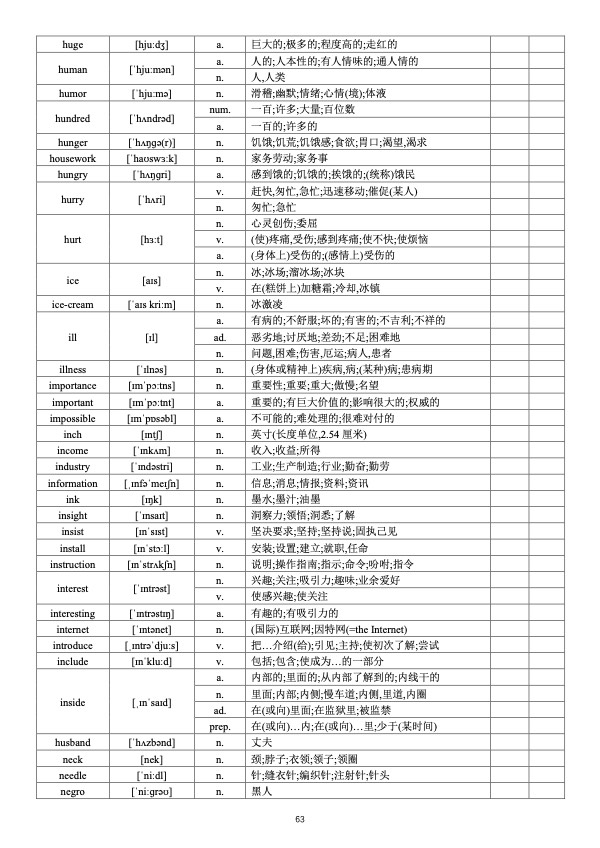 huge [hju:dʒ] a. 巨大的;极多的;程度高的;走红的
human [ˈhju:mən] a. 人的;人本性的;有人情味的;通人情的
n. 人,人类
humor [ˈhju:mə] n. 滑稽;幽默;情绪;心情(境);体液
hundred [ˈhʌndrəd] num. 一百;许多;大量;百位数
a. 一百的;许多的
hunger [ˈhʌŋgə(r)] n. 饥饿;饥荒;饥饿感;食欲;胃口;渴望,渴求
housework [ˈhaʊswɜ:k] n. 家务劳动;家务事
hungry [ˈhʌŋgri] a. 感到饿的;饥饿的;挨饿的;(统称)饿民
hurry [ˈhʌri] v. 赶快,匆忙,急忙;迅速移动;催促(某人)
n. 匆忙;急忙
hurt [hɜ:t] n. 心灵创伤;委屈
v. (使)疼痛,受伤;感到疼痛;使不快;使烦恼
a. (身体上)受伤的;(感情上)受伤的
ice [aɪs] n. 冰;冰场;溜冰场;冰块
v. 在(糕饼上)加糖霜;冷却,冰镇
ice-cream [ˈaɪs kri:m] n. 冰激凌
ill [ɪl] a. 有病的;不舒服;坏的;有害的;不吉利;不祥的
ad. 恶劣地;讨厌地;差劲;不足;困难地
n. 问题,困难;伤害,厄运;病人,患者
illness [ˈɪlnəs] n. (身体或精神上)疾病,病;(某种)病;患病期
importance [ɪmˈpɔ:tns] n. 重要性;重要;重大;傲慢;名望
important [ɪmˈpɔ:tnt] a. 重要的;有巨大价值的;影响很大的;权威的
impossible [ɪmˈpɒsəbl] a. 不可能的;难处理的;很难对付的
inch [ɪntʃ] n. 英寸(长度单位,2.54 厘米)
income [ˈɪnkʌm] n. 收入;收益;所得
industry [ˈɪndəstri] n. 工业;生产制造;行业;勤奋;勤劳
information [ˌɪnfəˈmeɪʃn] n. 信息;消息;情报;资料;资讯
ink [ɪŋk] n. 墨水;墨汁;油墨
insight [ˈɪnsaɪt] n. 洞察力;领悟;洞悉;了解
insist [ɪnˈsɪst] v. 坚决要求;坚持;坚持说;固执己见
install [ɪnˈstɔ:l] v. 安装;设置;建立;就职,任命
instruction [ɪnˈstrʌkʃn] n. 说明;操作指南;指示;命令;吩咐;指令
interest [ˈɪntrəst] n. 兴趣;关注;吸引力;趣味;业余爱好
v. 使感兴趣;使关注
interesting [ˈɪntrəstɪŋ] a. 有趣的;有吸引力的
internet [ˈɪntənet] n. (国际)互联网;因特网(=the Internet)
introduce [ˌɪntrəˈdju:s] v. 把…介绍(给);引见;主持;使初次了解;尝试
include [ɪnˈklu:d] v. 包括;包含;使成为…的一部分
inside [ˌɪnˈsaɪd] a. 内部的;里面的;从内部了解到的;内线干的
n. 里面;内部;内侧;慢车道;内侧,里道,内圈
ad. 在(或向)里面;在监狱里;被监禁
prep. 在(或向)…内;在(或向)…里;少于(某时间)
husband [ˈhʌzbənd] n. 丈夫
neck [nek] n. 颈;脖子;衣领;领子;领圈
needle [ˈni:dl] n. 针;缝衣针;编织针;注射针;针头
negro [ˈni:grəʊ] n. 黑人
63